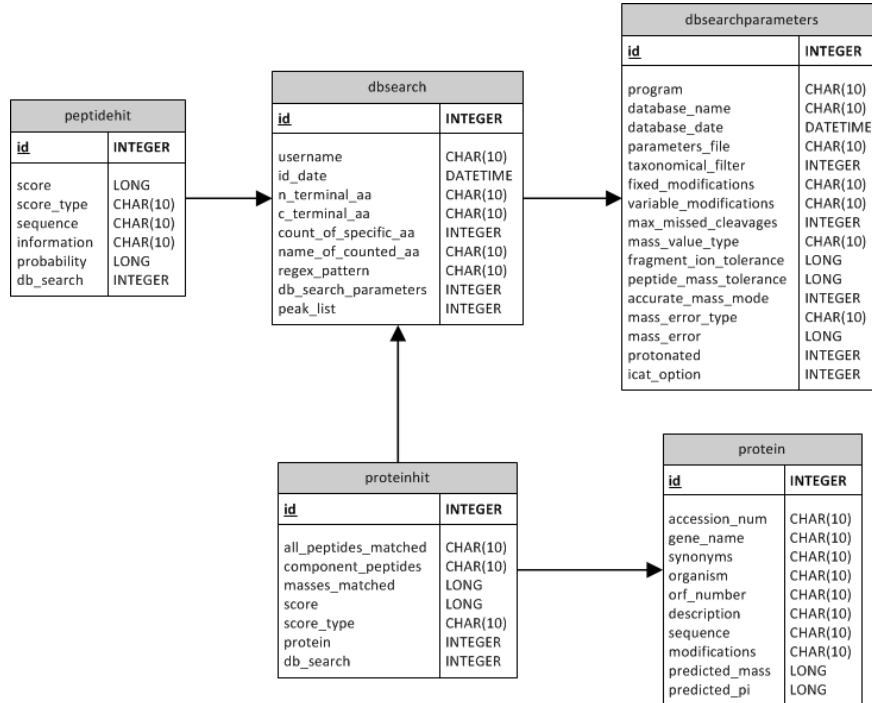 peptidehit
id INTEGER
score LONG
score_type CHAR(10)
sequence CHAR(10)
information CHAR(10)
probability LONG
db_search INTEGER
dbsearch
id INTEGER
username CHAR(10)
id_date DATETIME
n_terminal_aa CHAR(10)
c_terminal_aa CHAR(10)
count_of_specific_aa INTEGER
name_of_counted_aa CHAR(10)
regex_pattern CHAR(10)
db_search_parameters INTEGER
peak_list INTEGER
dbsearchparameters
id INTEGER
program CHAR(10)
database_name CHAR(10)
database_date DATETIME
parameters_file CHAR(10)
taxonomical_filter INTEGER
fixed_modifications CHAR(10)
variable_modifications CHAR(10)
max_missed_cleavages INTEGER
mass_value_type CHAR(10)
fragment_ion_tolerance LONG
peptide_mass_tolerance LONG
accurate_mass_mode INTEGER
mass_error_type CHAR(10)
mass_error LONG
protonated INTEGER
icat_option INTEGER
proteinhit
id INTEGER
all_peptides_matched CHAR(10)
component_peptides CHAR(10)
masses_matched LONG
score LONG
score_type CHAR(10)
protein INTEGER
db_search INTEGER
protein
id INTEGER
accession_num CHAR(10)
gene_name CHAR(10)
synonyms CHAR(10)
organism CHAR(10)
orf_number CHAR(10)
description CHAR(10)
sequence CHAR(10)
modifications CHAR(10)
predicted_mass LONG
predicted_pi LONG